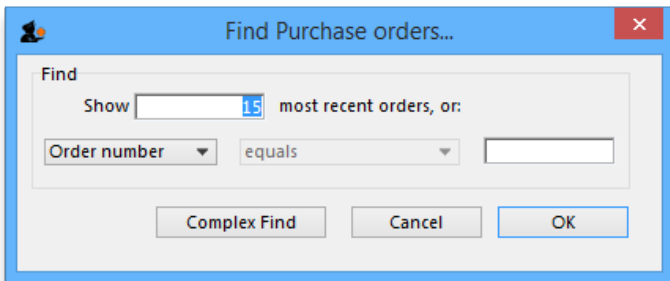 Find Purchase orders...
Find
Show 15 most recent orders, or:
Order number equals
Complex Find Cancel OK